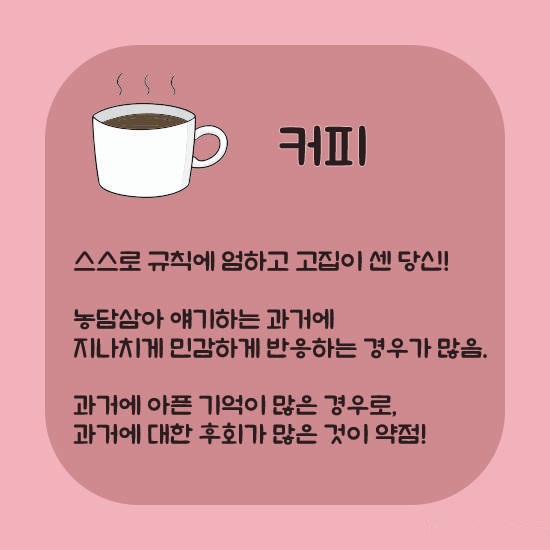 커피
스스로 규칙에 엄하고 고집이 센 당신!
농담삼아 얘기하는 과거에
지나치게 민감하게 반응하는 경우가 많음.
과거에 아픈 기억이 많은 경우로,
과거에 대한 후회가 많은 것이 약점!